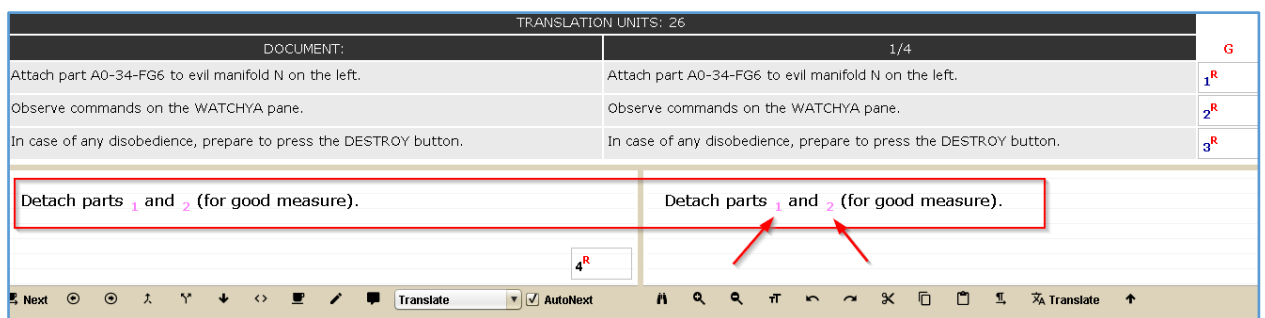 TRANSLATION UNITS: 26
DOCUMENT: 1/4 G
Attach part A0-34-FG6 to evil manifold N on the left. Attach part A0-34-FG6 to evil manifold N on the left. 1R
Observe commands on the WATCHYA pane. Observe commands on the WATCHYA pane. 2R
In case of any disobedience, prepare to press the DESTROY button. In case of any disobedience, prepare to press the DESTROY button. 3R
Detach parts 1 and 2 (for good measure). Detach parts 1 and 2 (for good measure).
4R
Next Translate AutoNext Translate